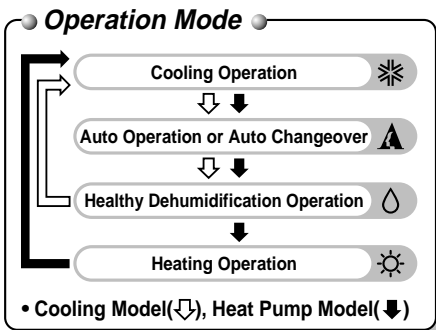 Operation Mode
Cooling Operation
Auto Operation or Auto Changeover
Healthy Dehumidification Operation
Heating Operation
• Cooling Model(⇩), Heat Pump Model(⬇)